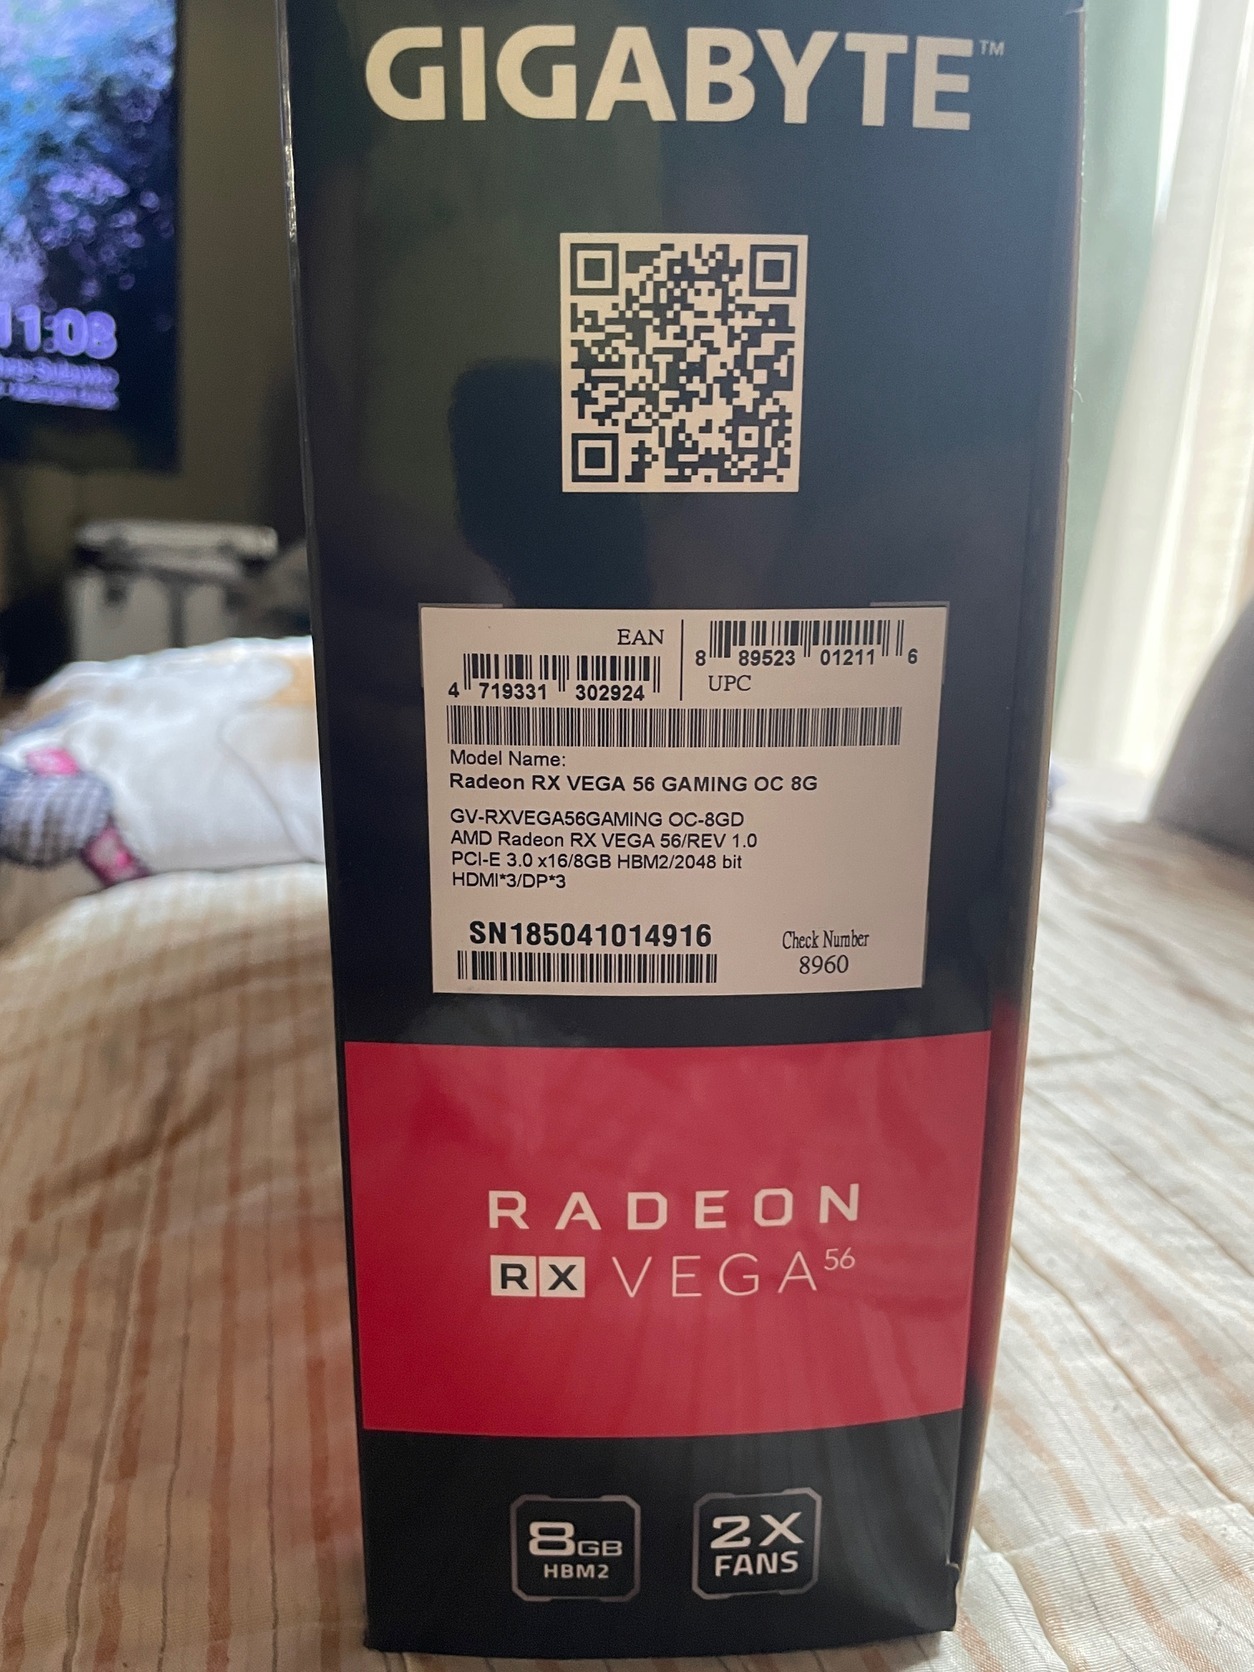 GIGABYTE™
11:08
EAN
4 719331 302924
8 89523 01211 6
UPC
Model Name:
Radeon RX VEGA 56 GAMING OC 8G
GV-RXVEGA56GAMING OC-8GD
AMD Radeon RX VEGA 56/REV 1.0
PCI-E 3.0 x16/8GB HBM2/2048 bit
HDMI*3/DP*3
SN185041014916
Check Number
8960
RADEON
RX VEGA 56
8GB
HBM2
2X
FANS